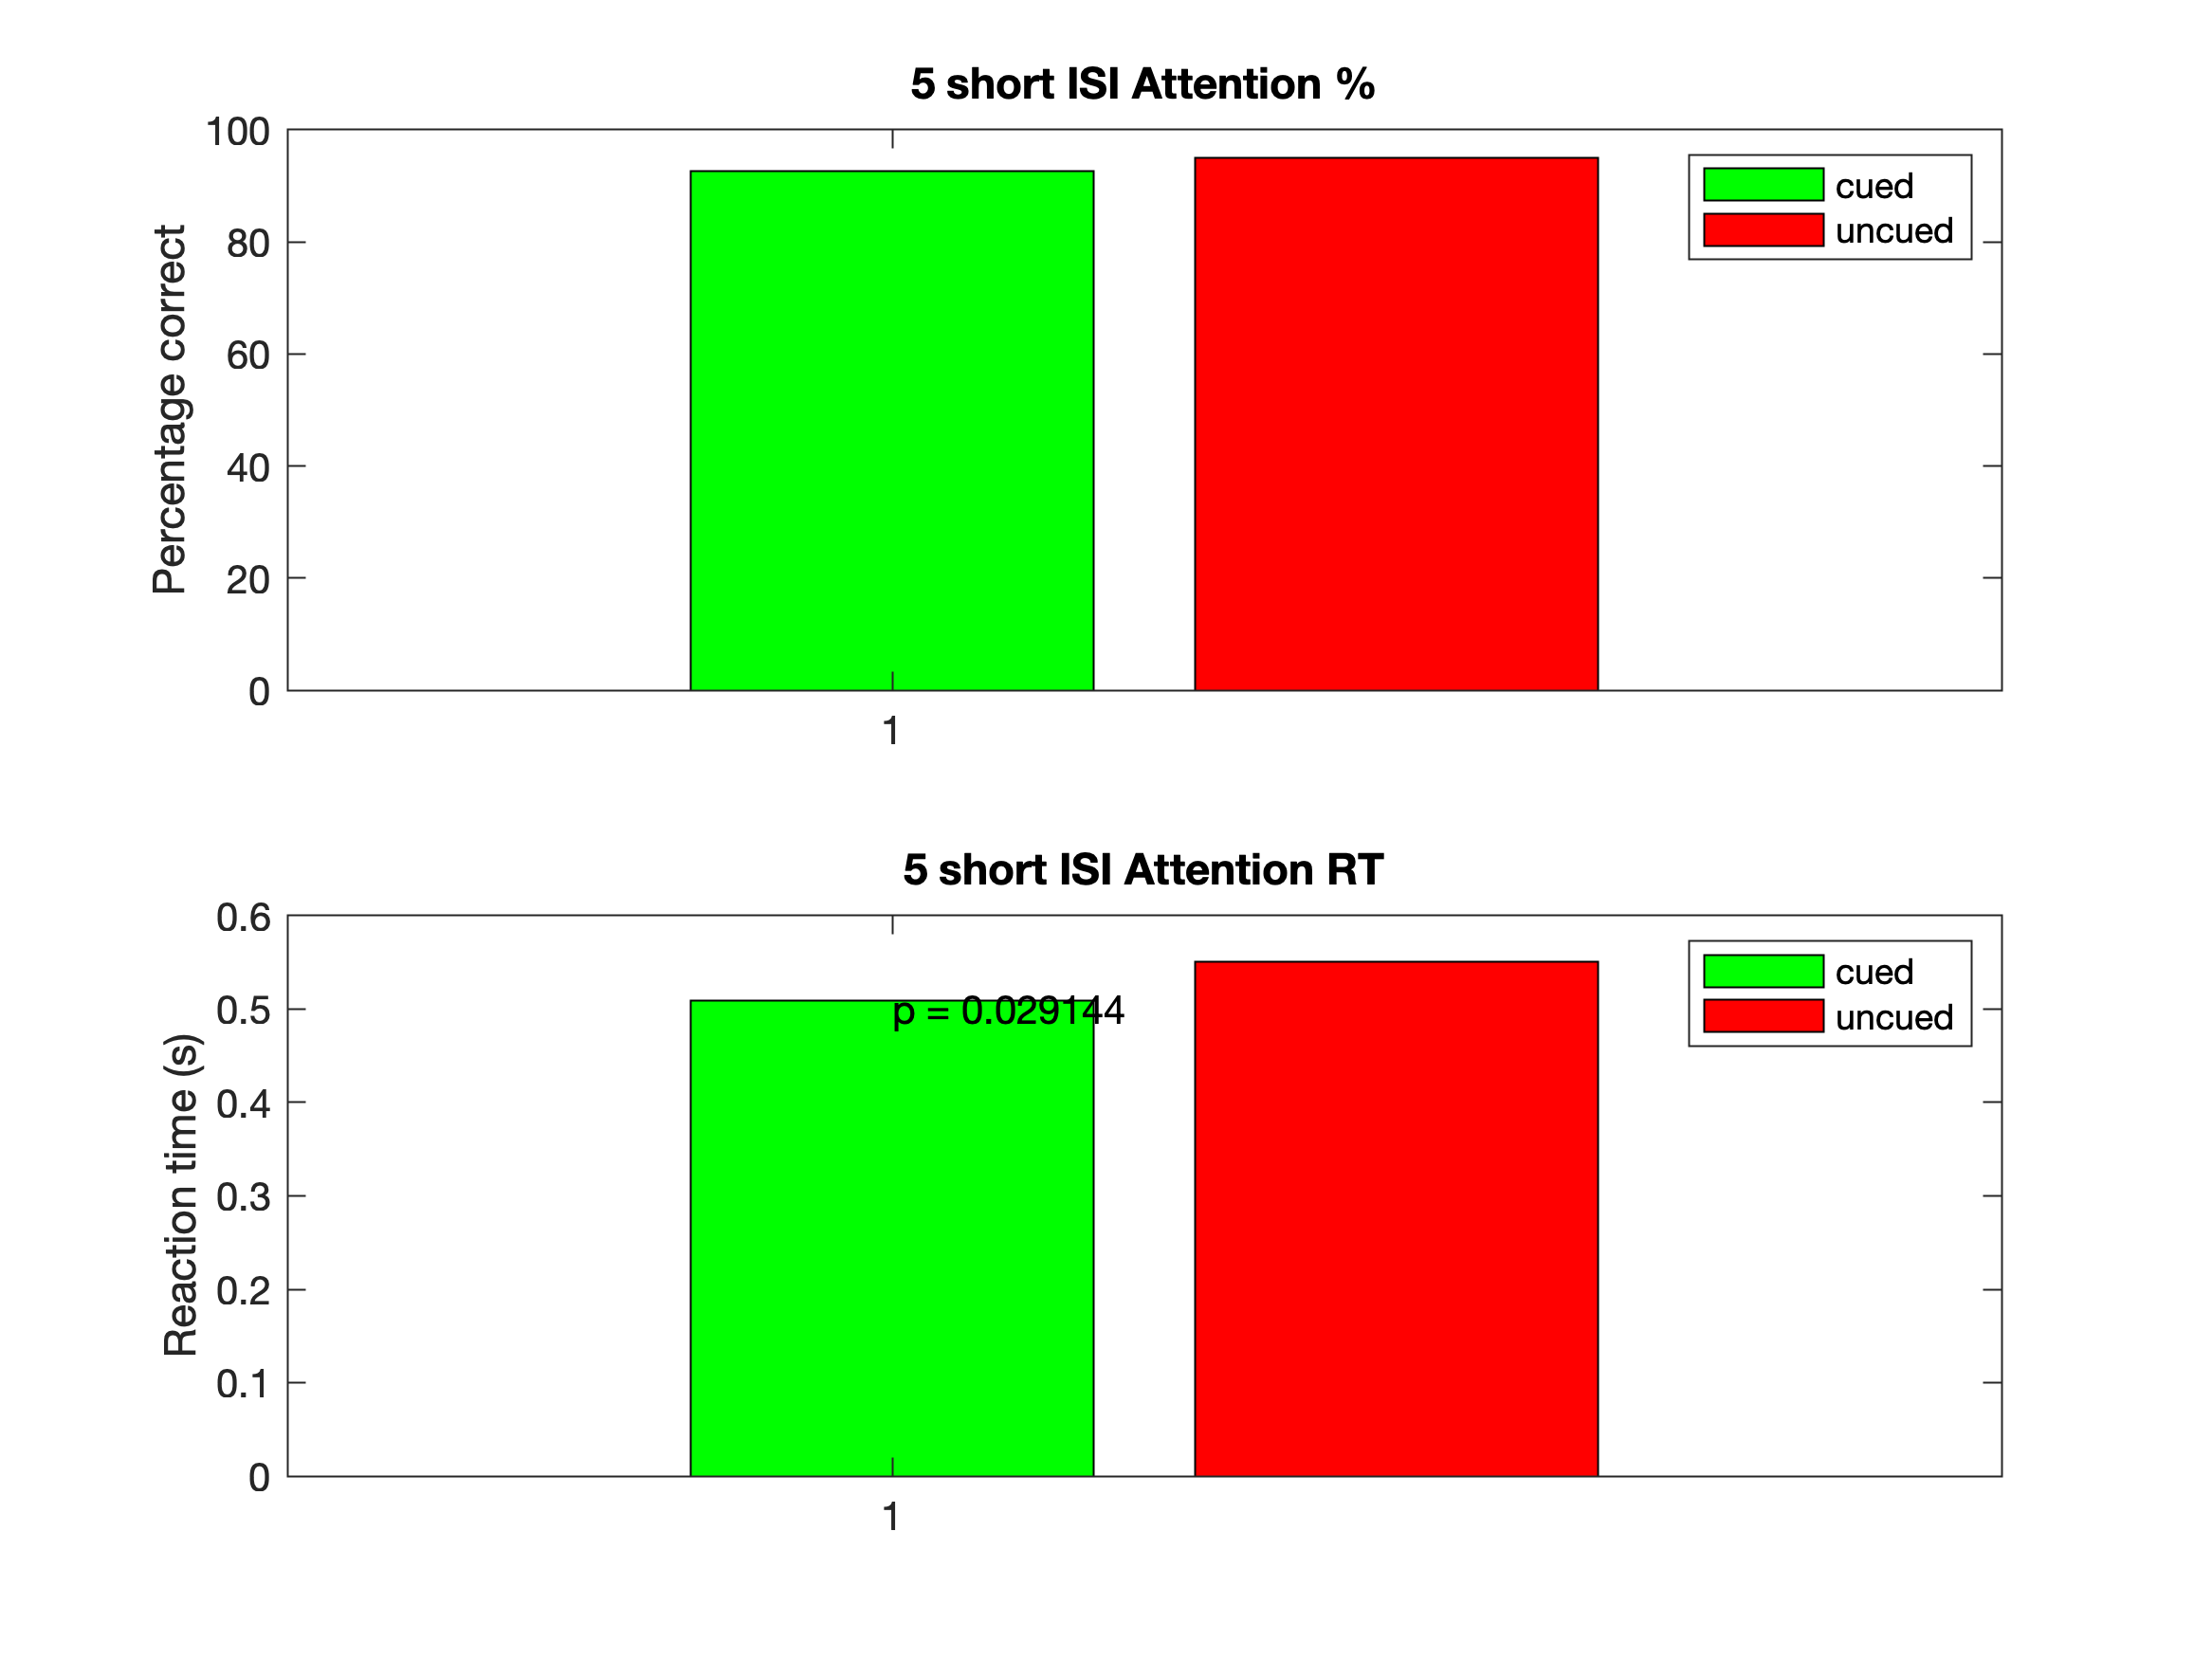 5 short ISI Attention %
100
80
60
40
20
0
Percentage correct
cued
uncued
1
5 short ISI Attention RT
0.6
0.5
0.4
0.3
0.2
0.1
0
Reaction time (s)
p = 0.029144
cued
uncued
1